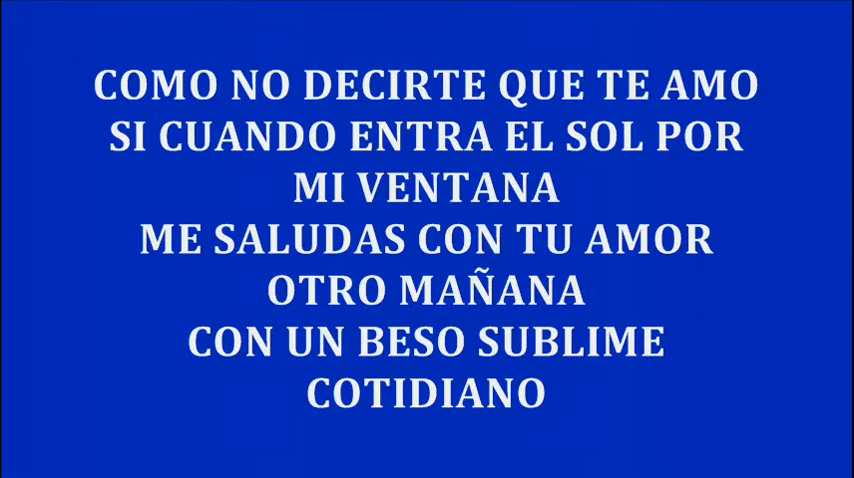 COMO NO DECIRTE QUE TE AMO
SI CUANDO ENTRA EL SOL POR
MI VENTANA
ME SALUDAS CON TU AMOR
OTRO MAÑANA
CON UN BESO SUBLIME
COTIDIANO